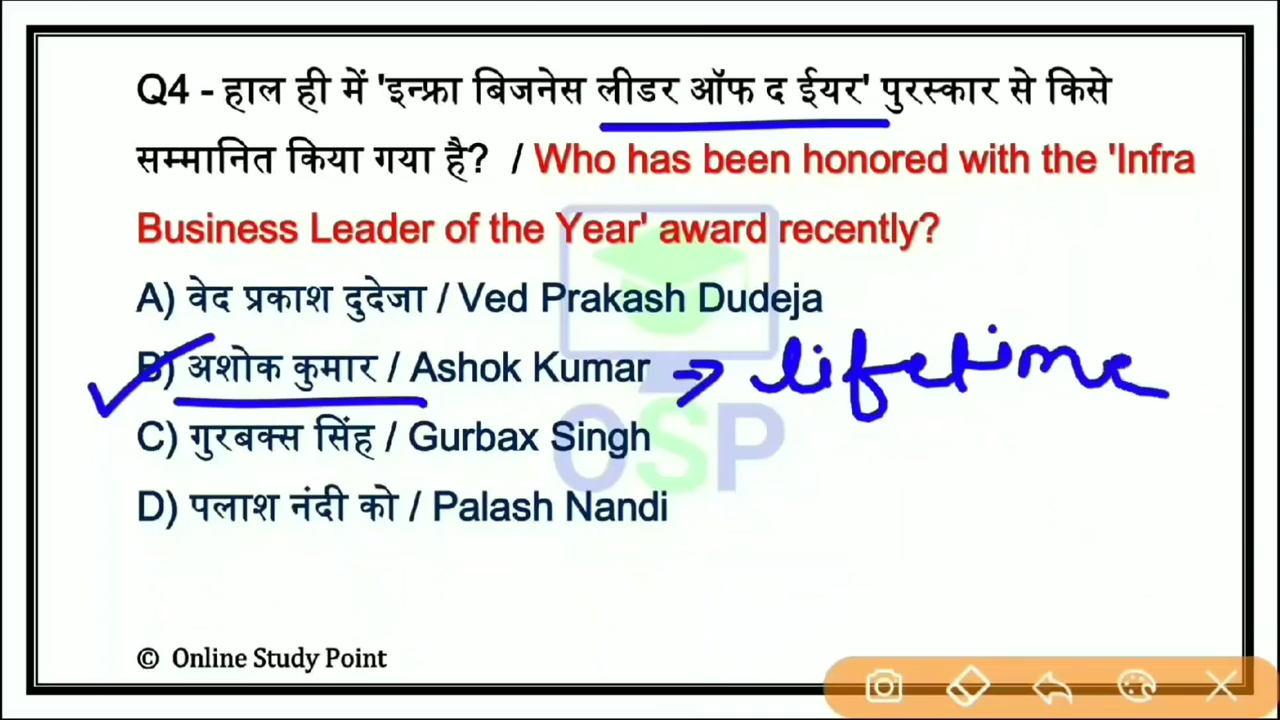 Q4 - हाल ही में 'इन्फ्रा बिजनेस लीडर ऑफ द ईयर' पुरस्कार से किसे
सम्मानित किया गया है? / Who has been honored with the 'Infra
Business Leader of the Year' award recently?
A) वेद प्रकाश दुदेजा / Ved Prakash Dudeja
B) अशोक कुमार / Ashok Kumar → lifetime
C) गुरबक्स सिंह / Gurbax Singh
D) पलाश नंदी को / Palash Nandi
OSP
© Online Study Point